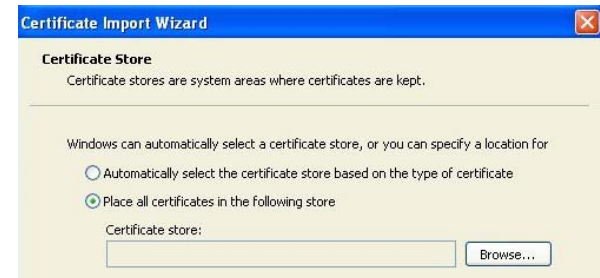 Certificate Import Wizard
Certificate Store
Certificate stores are system areas where certificates are kept.
Windows can automatically select a certificate store, or you can specify a location for
Automatically select the certificate store based on the type of certificate
Place all certificates in the following store
Certificate store:
Browse...